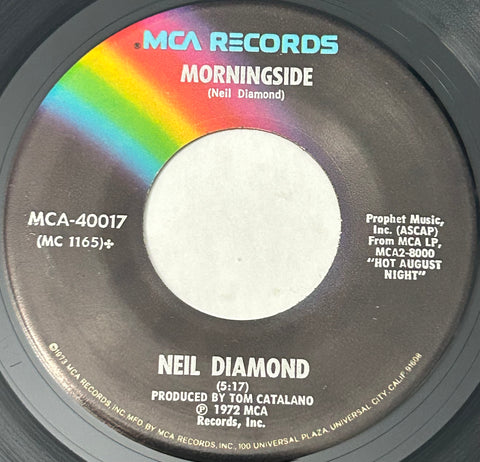 ®MCA RECORDS
MORNINGSIDE
(Neil Diamond)
MCA-40017
(MC 1165)+
Prophet Music,
Inc. (ASCAP)
From MCA LP,
MCA2-8000
"HOT AUGUST
NIGHT"
NEIL DIAMOND
(5:17)
PRODUCED BY TOM CATALANO
Ⓟ 1972 MCA
Records, Inc.
©1973 MCA RECORDS INC. MFG BY MCA RECORDS, INC., 100 UNIVERSAL PLAZA, UNIVERSAL CITY, CALIF. 91608